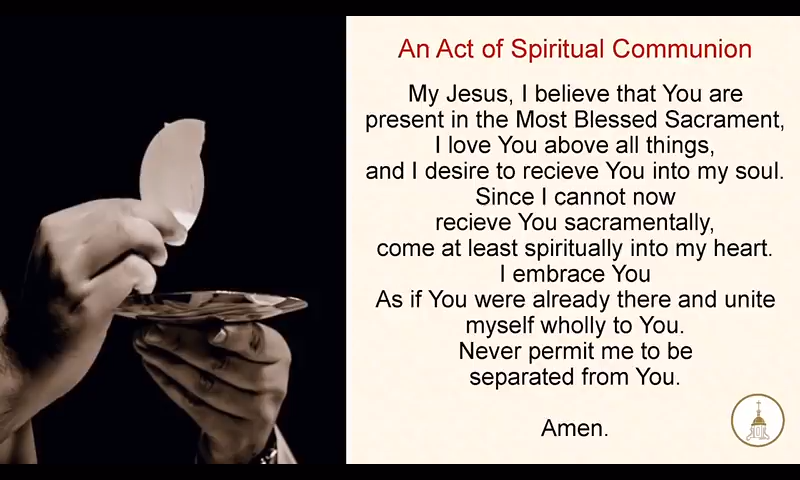 An Act of Spiritual Communion
My Jesus, I believe that You are
present in the Most Blessed Sacrament,
I love You above all things,
and I desire to recieve You into my soul.
Since I cannot now
recieve You sacramentally,
come at least spiritually into my heart.
I embrace You
As if You were already there and unite
myself wholly to You.
Never permit me to be
separated from You.
Amen.